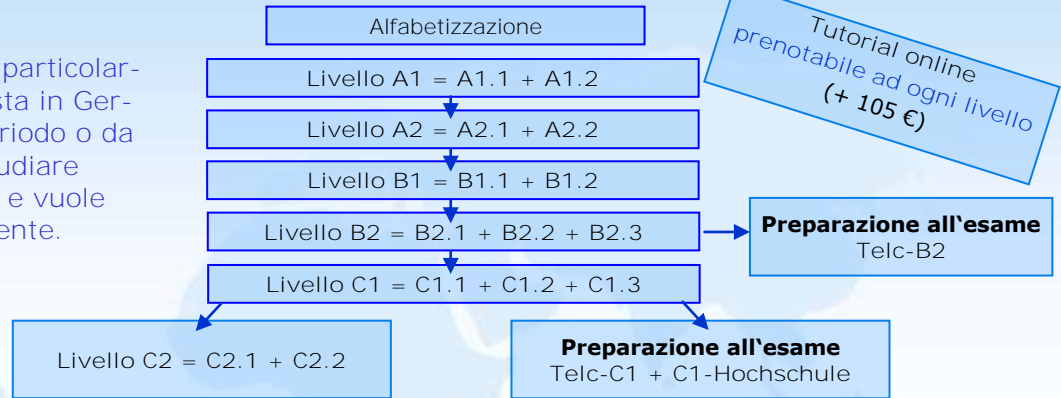 Alfabetizzazione
Tutorial online
prenotabile ad ogni livello
(+ 105 €)
particolar-
sta in Ger-
riodo o da
udiare
e vuole
ente.
Livello A1 = A1.1 + A1.2
Livello A2 = A2.1 + A2.2
Livello B1 = B1.1 + B1.2
Livello B2 = B2.1 + B2.2 + B2.3
Preparazione all‘esame
Telc-B2
Livello C1 = C1.1 + C1.2 + C1.3
Livello C2 = C2.1 + C2.2
Preparazione all‘esame
Telc-C1 + C1-Hochschule